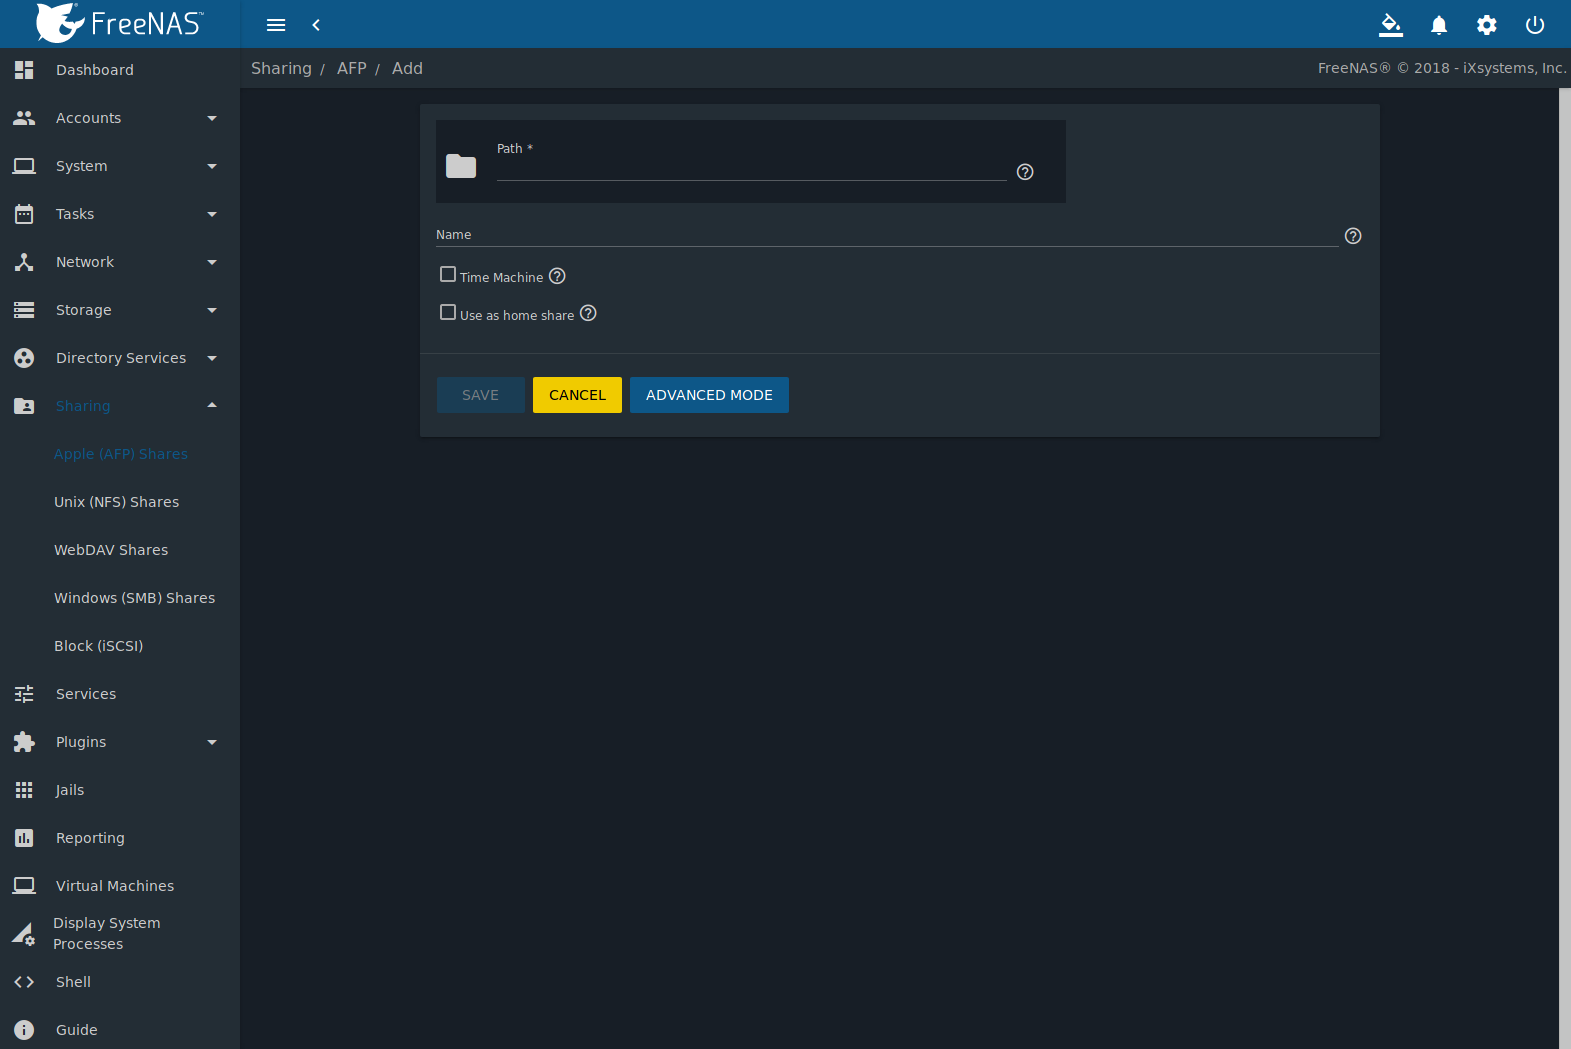 FreeNAS™
Sharing / AFP / Add
FreeNAS® © 2018 - iXsystems, Inc.
Dashboard
Accounts
System
Tasks
Network
Storage
Directory Services
Sharing
Apple (AFP) Shares
Unix (NFS) Shares
WebDAV Shares
Windows (SMB) Shares
Block (iSCSI)
Services
Plugins
Jails
Reporting
Virtual Machines
Display System
Processes
Shell
Guide
Path *
Name
Time Machine
Use as home share
SAVE CANCEL ADVANCED MODE